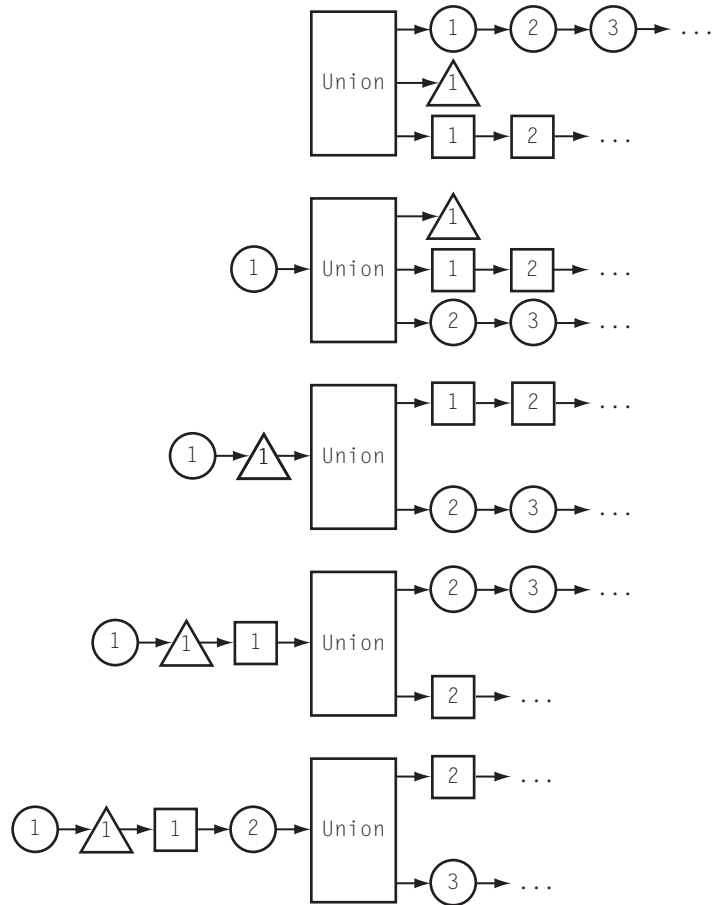 1 2 3 ...
Union 1
1 2 ...
1
1 Union 1 2 ...
2 3 ...
1 2 ...
1 1 Union
2 3 ...
2 3 ...
1 1 1 Union
2 ...
2 ...
1 1 1 2 Union
3 ...